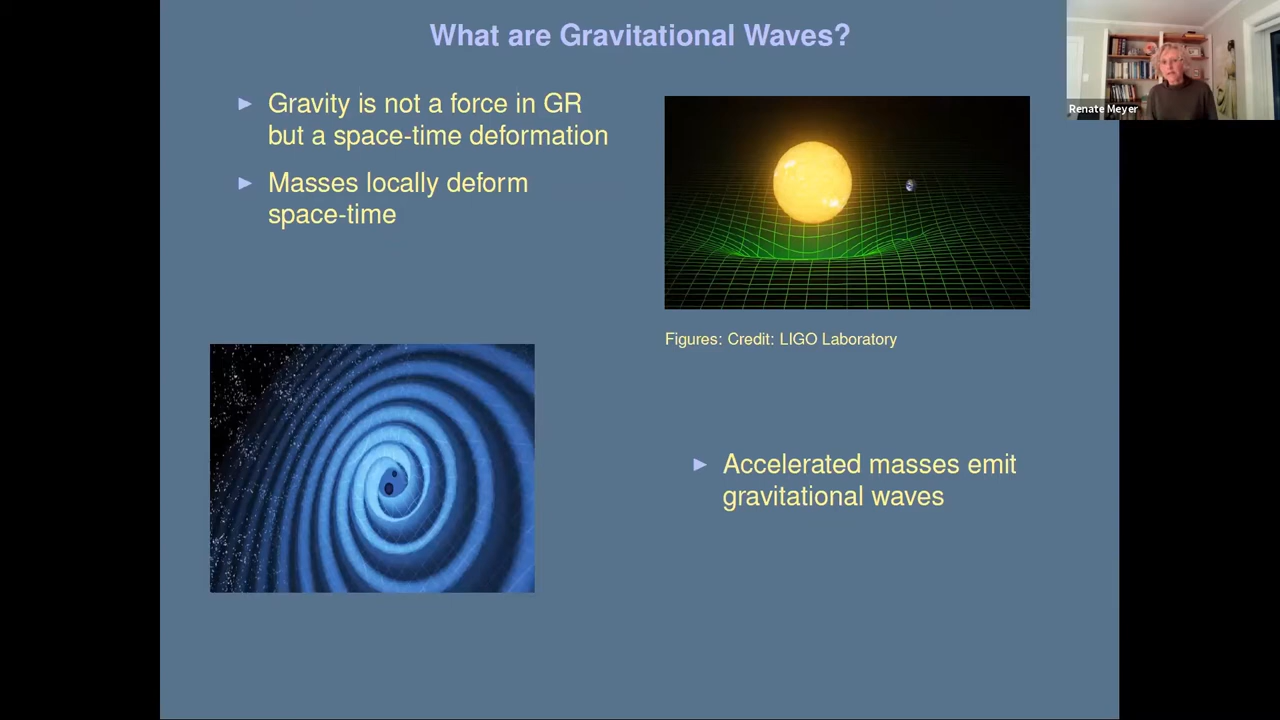 What are Gravitational Waves?
Gravity is not a force in GR
but a space-time deformation
Masses locally deform
space-time
Figures: Credit: LIGO Laboratory
Accelerated masses emit
gravitational waves
Renate Meyer